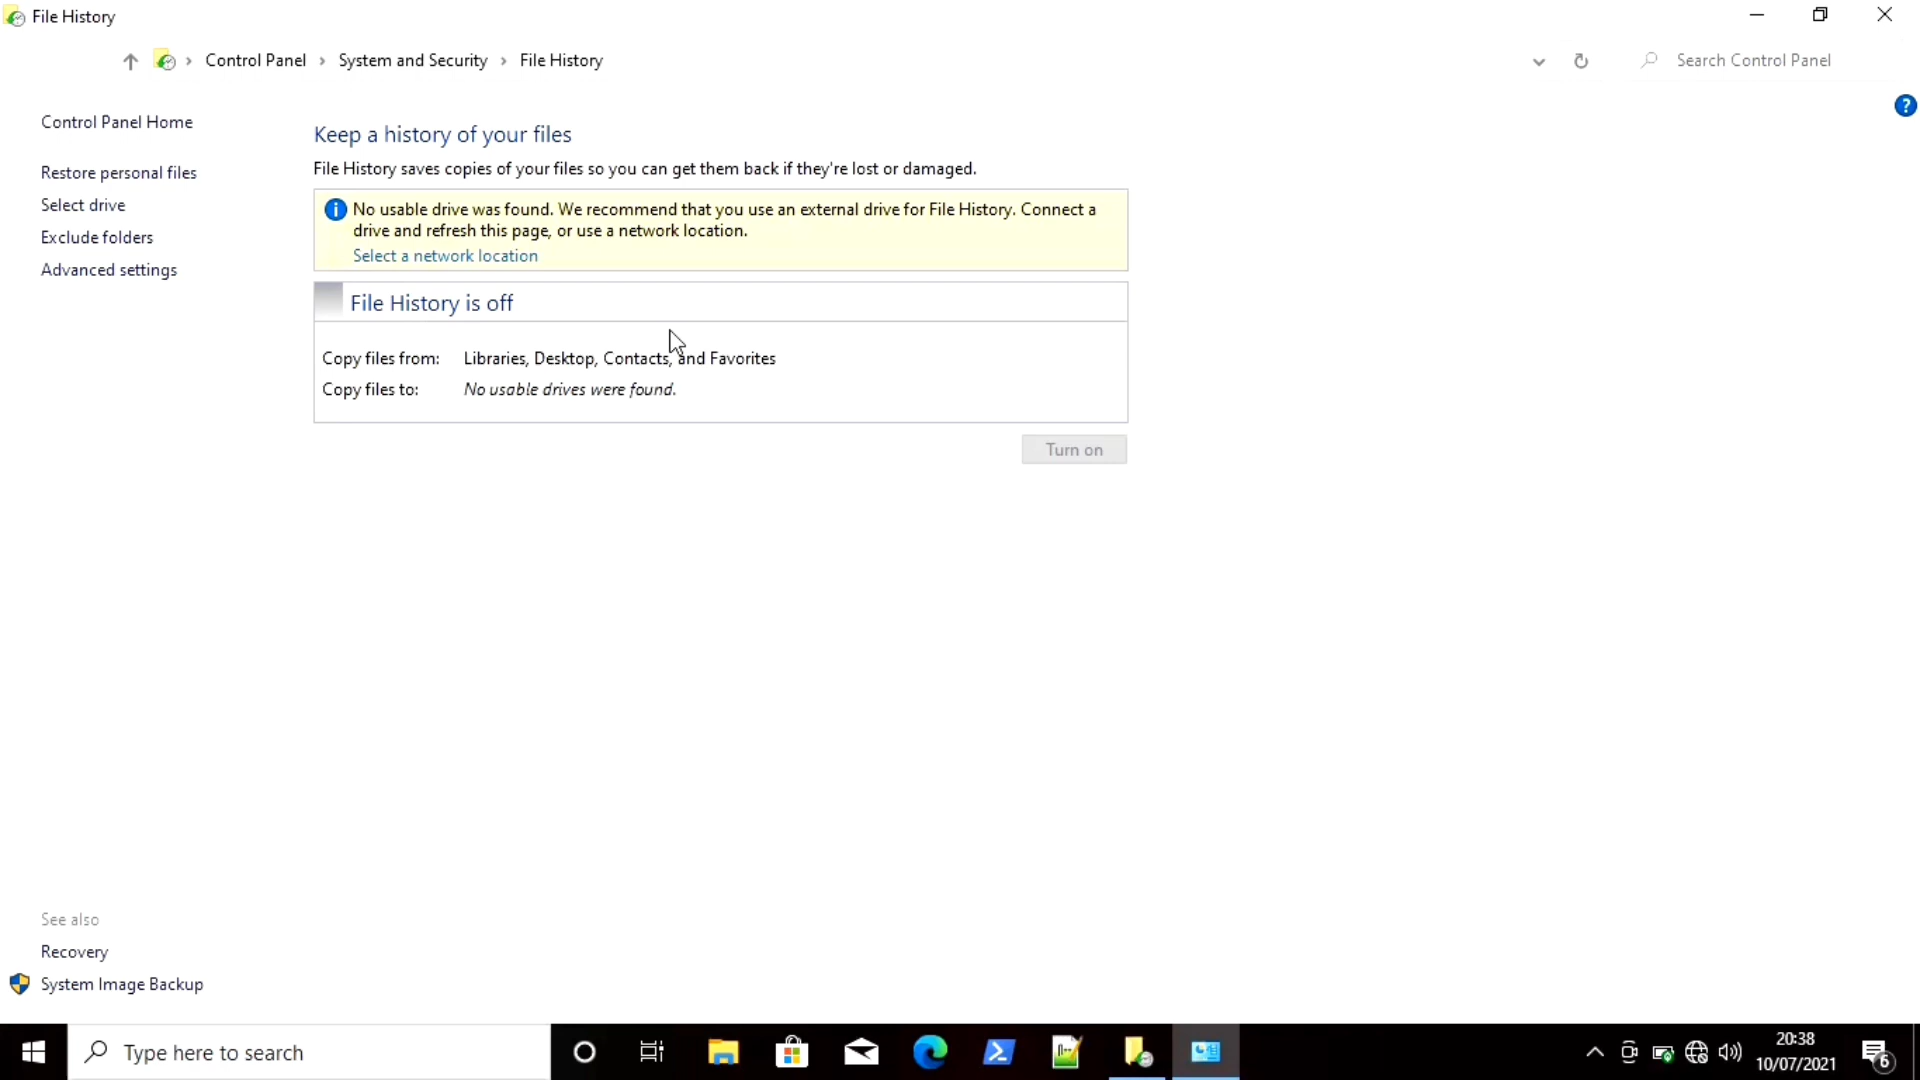 File History
Control Panel › System and Security › File History
Search Control Panel
Control Panel Home
Restore personal files
Select drive
Exclude folders
Advanced settings
Keep a history of your files
File History saves copies of your files so you can get them back if they're lost or damaged.
No usable drive was found. We recommend that you use an external drive for File History. Connect a
drive and refresh this page, or use a network location.
Select a network location
File History is off
Copy files from: Libraries, Desktop, Contacts, and Favorites
Copy files to: No usable drives were found.
Turn on
See also
Recovery
System Image Backup
Type here to search
20:38
10/07/2021
6